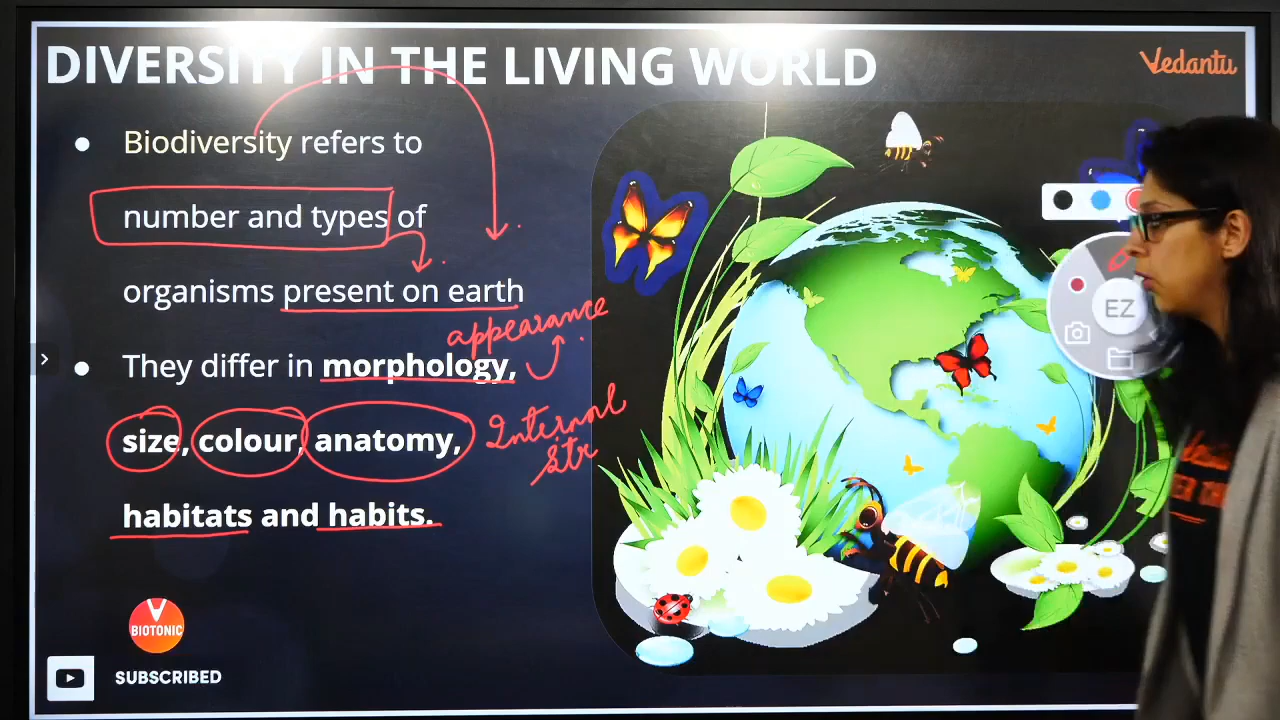 DIVERSITY IN THE LIVING WORLD
Vedantu
Biodiversity refers to
number and types of
organisms present on earth
appearance
They differ in morphology,
size, colour, anatomy,
Internal
str
habitats and habits.
EZ
V
BIOTONIC
SUBSCRIBED